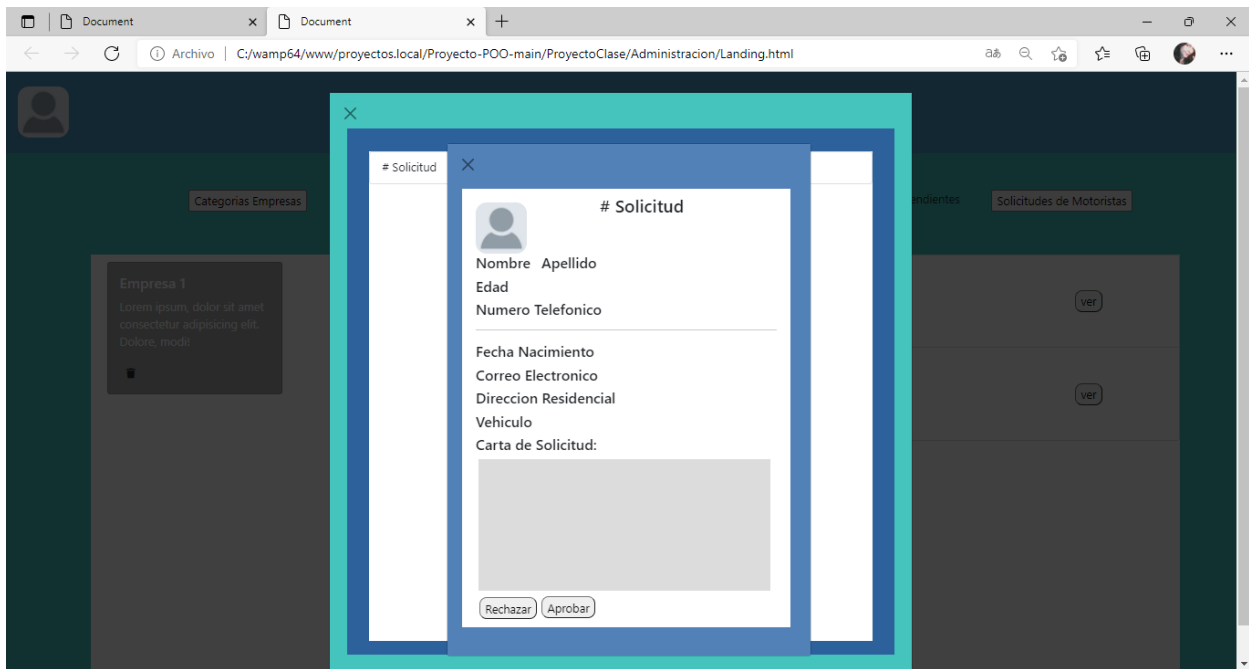 Document
Document
Archivo
C:/wamp64/www/proyectos.local/Proyecto-POO-main/ProyectoClase/Administracion/Landing.html
Categorias Empresas
Solicitudes de Motoristas
# Solicitud
# Solicitud
Nombre Apellido
Edad
Numero Telefonico
Fecha Nacimiento
Correo Electronico
Direccion Residencial
Vehiculo
Carta de Solicitud:
Rechazar
Aprobar
Empresa 1
Lorem ipsum, dolor sit amet
consectetur adipisicing elit.
Dolore, modi!
ver
ver